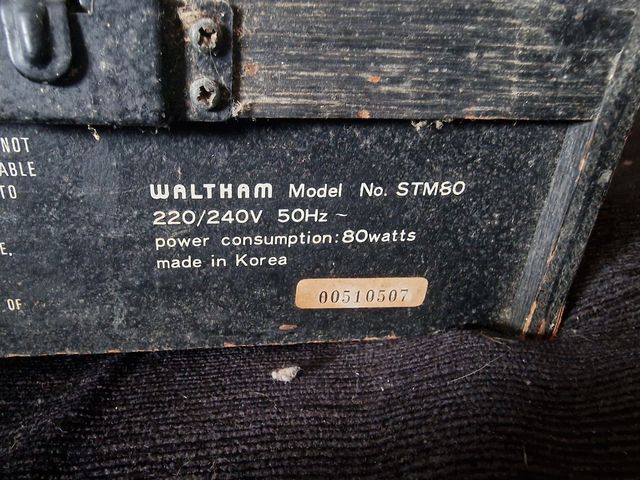 NOT
ABLE
TO
E,
OF
WALTHAM Model No. STM80
220/240V 50Hz ~
power consumption:80watts
made in Korea
00510507